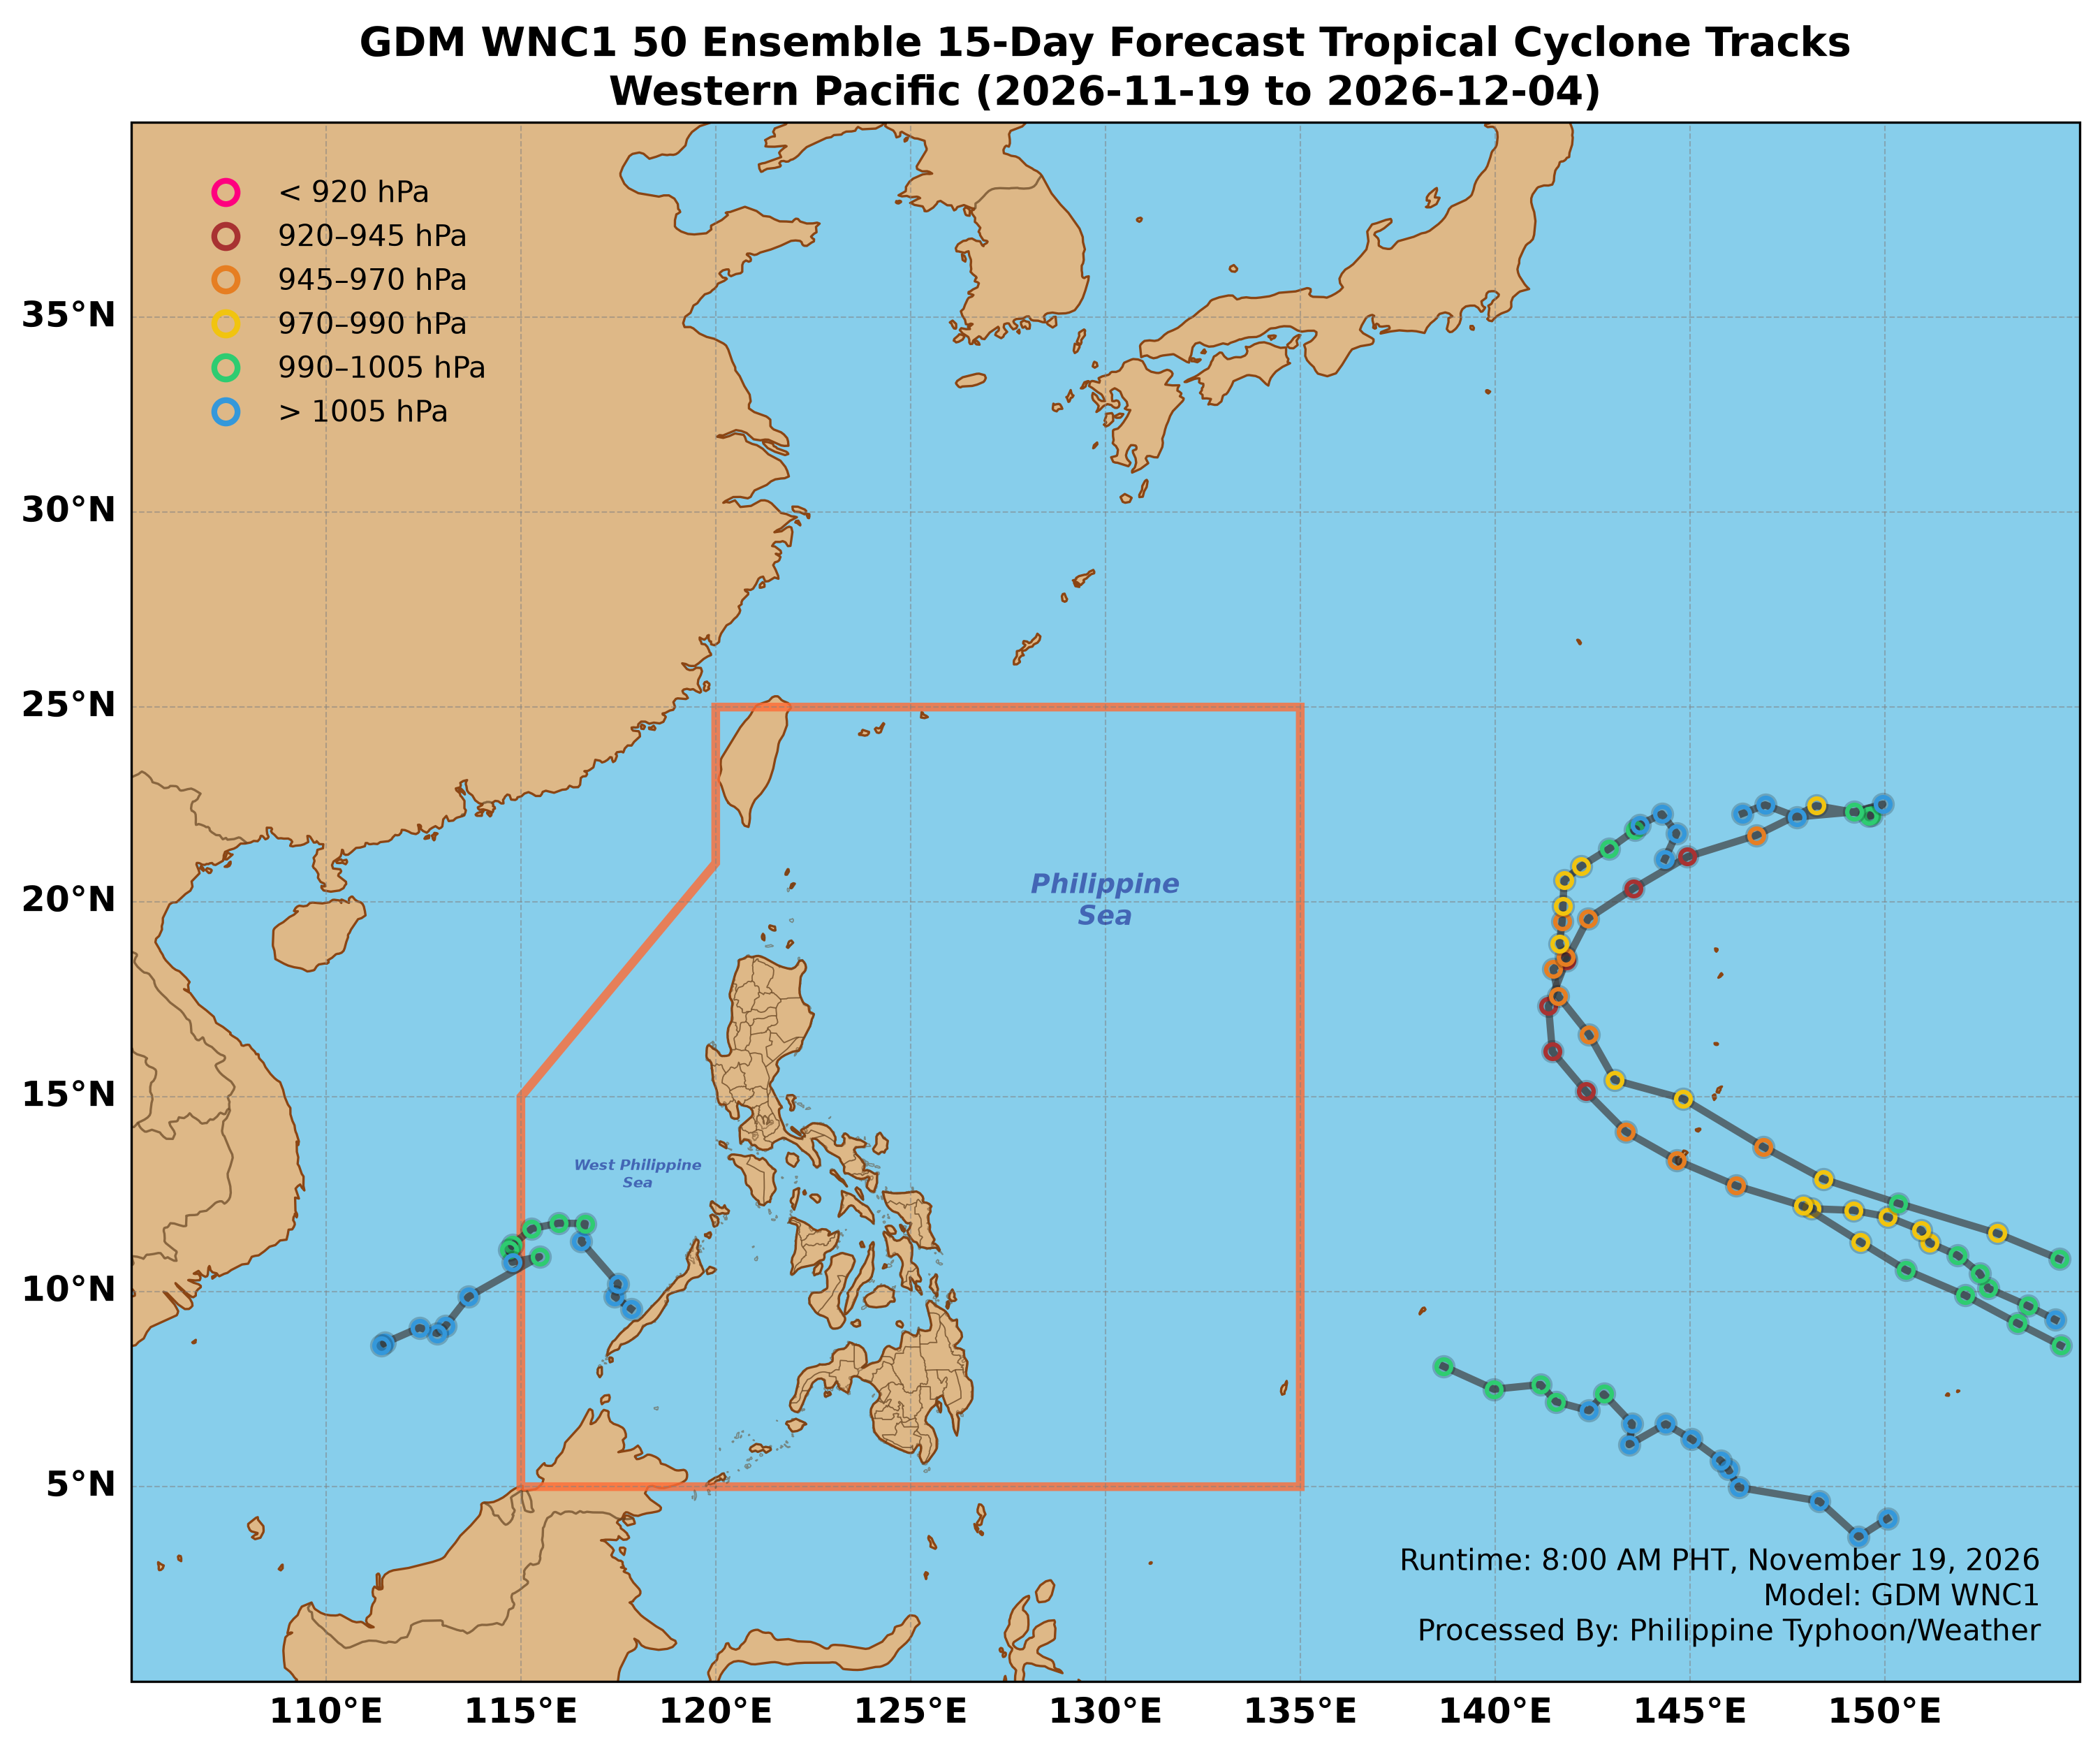 GDM WNC1 50 Ensemble 15-Day Forecast Tropical Cyclone Tracks
Western Pacific (2026-11-19 to 2026-12-04)
< 920 hPa
920–945 hPa
945–970 hPa
970–990 hPa
990–1005 hPa
> 1005 hPa
35°N
30°N
25°N
20°N
15°N
10°N
5°N
Philippine
Sea
West Philippine
Sea
Runtime: 8:00 AM PHT, November 19, 2026
Model: GDM WNC1
Processed By: Philippine Typhoon/Weather
110°E 115°E 120°E 125°E 130°E 135°E 140°E 145°E 150°E